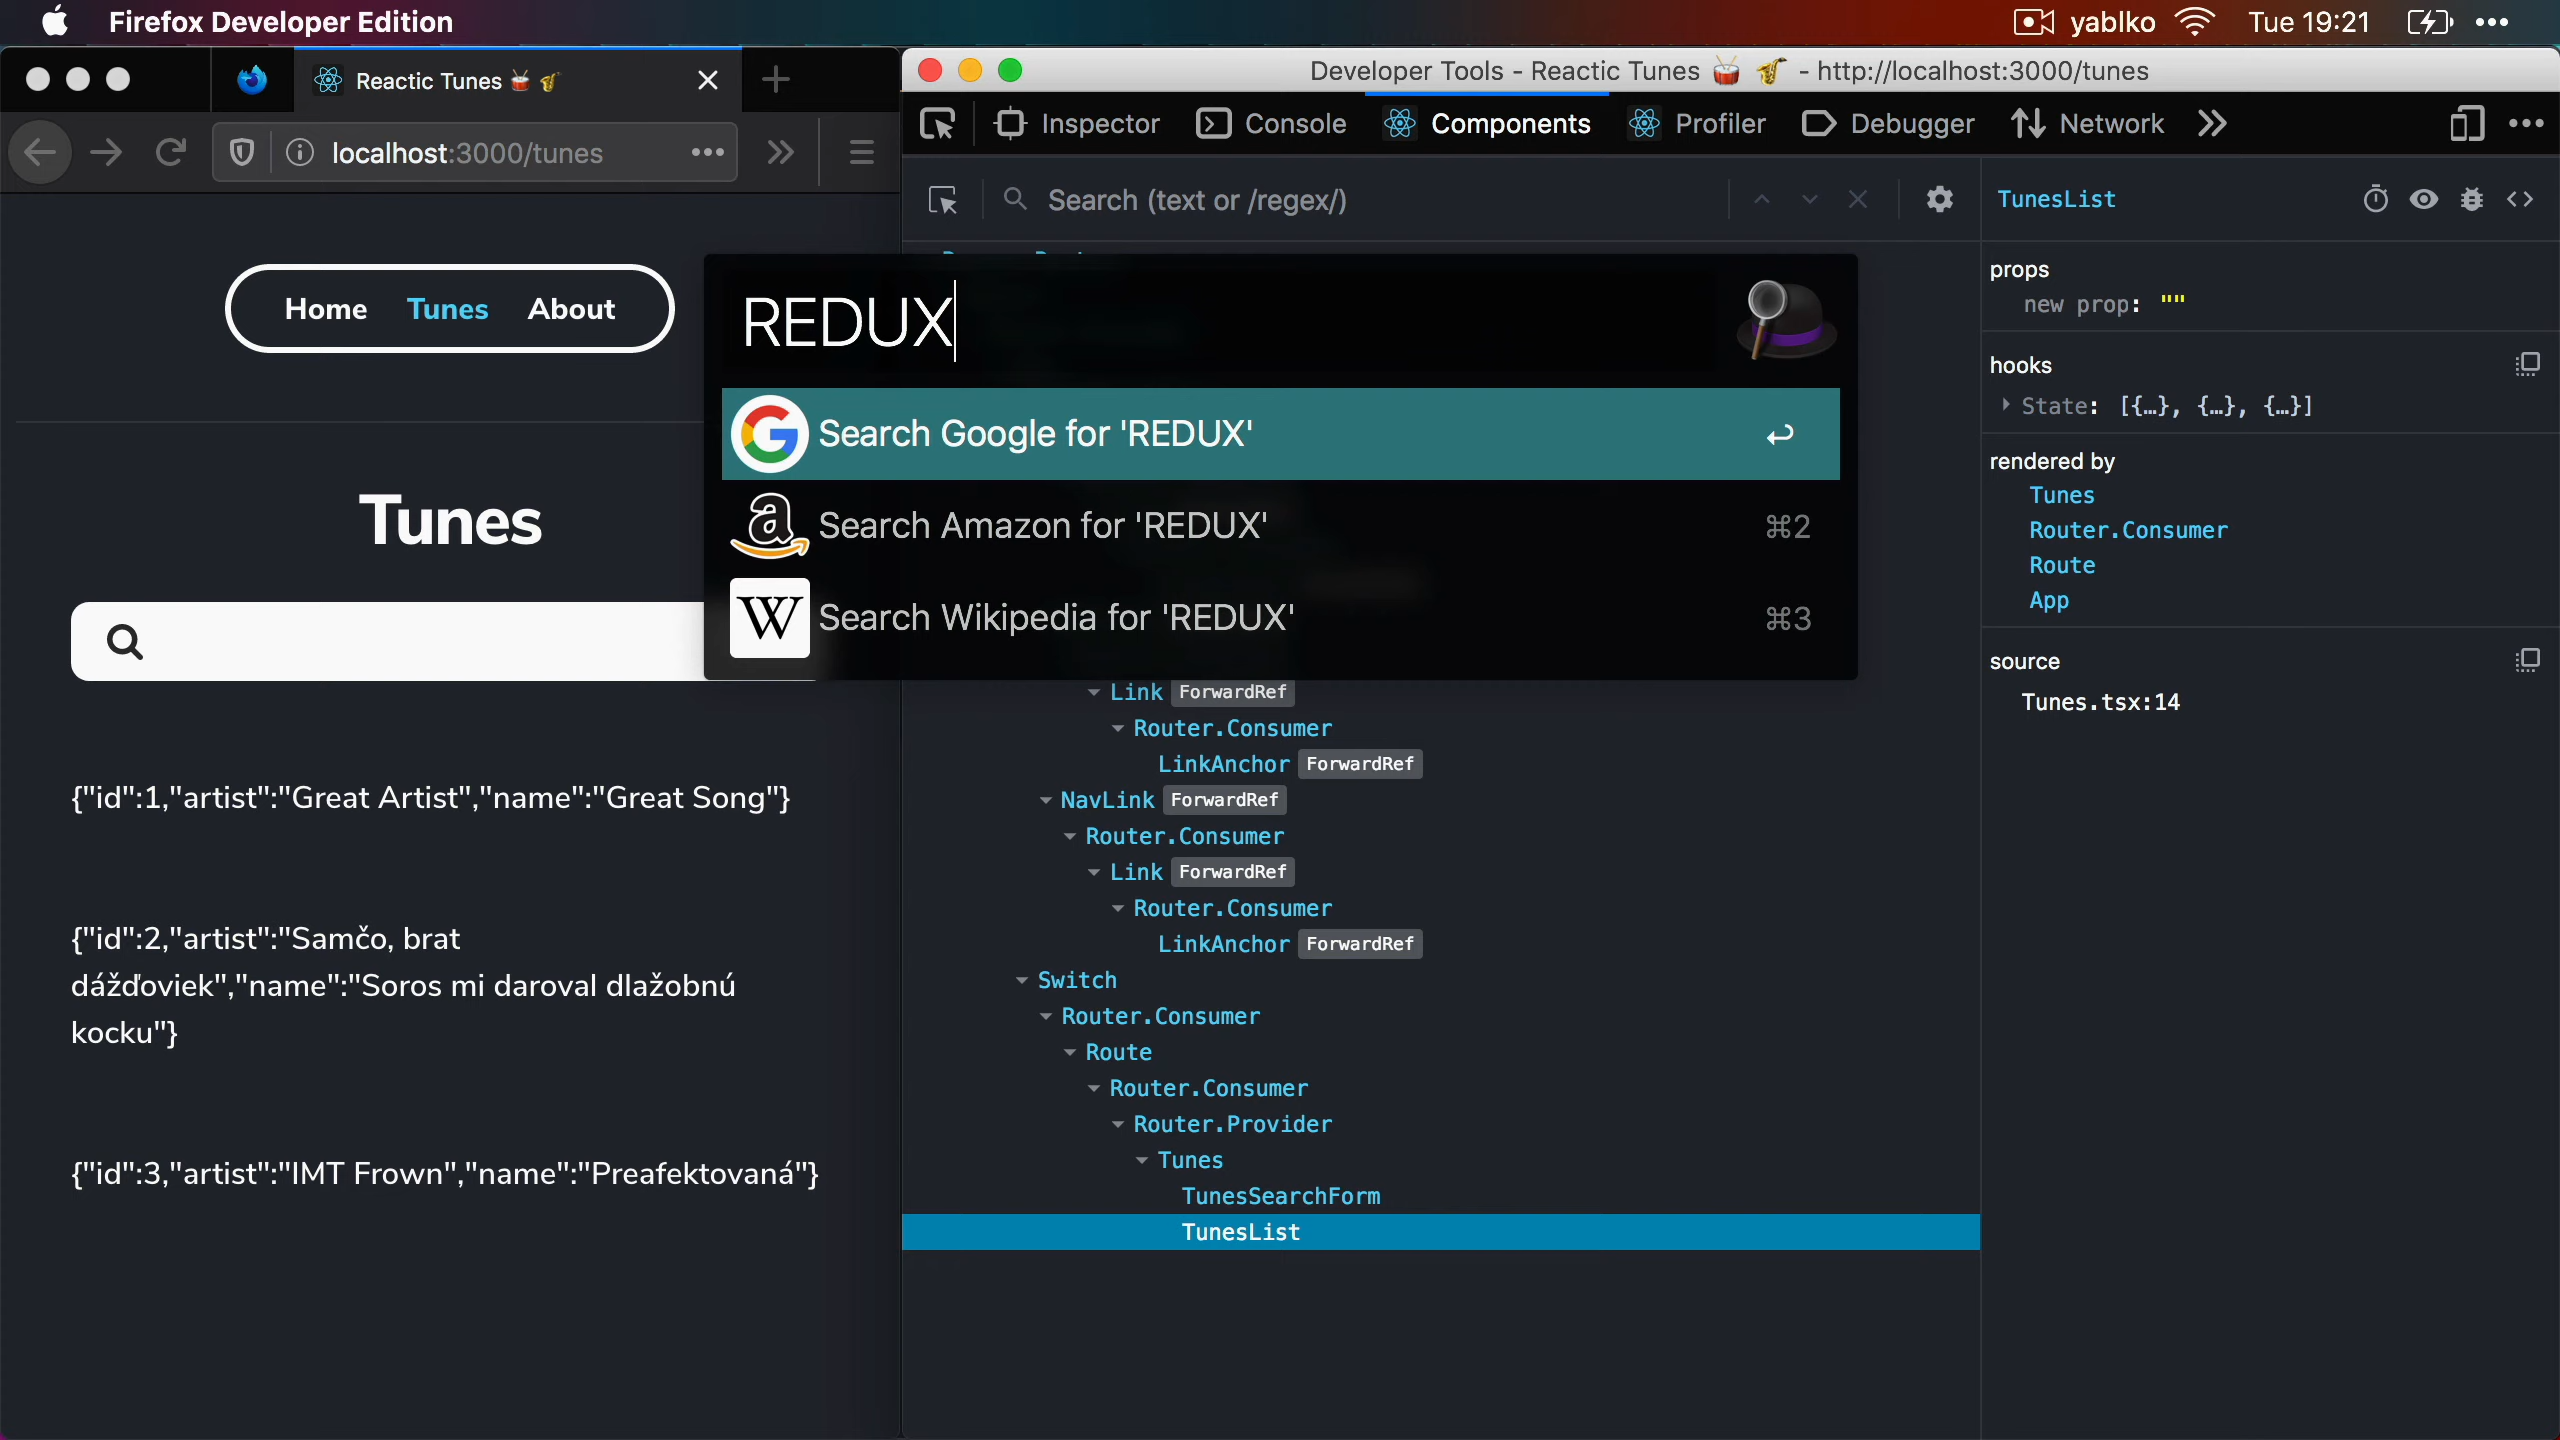 Firefox Developer Edition
yablko
Tue 19:21
Reactic Tunes
localhost:3000/tunes
Home Tunes About
Tunes
{"id":1,"artist":"Great Artist","name":"Great Song"}
{"id":2,"artist":"Samčo, brat
dážďoviek","name":"Soros mi daroval dlažobnú
kocku"}
{"id":3,"artist":"IMT Frown","name":"Preafektovaná"}
Developer Tools - Reactic Tunes - http://localhost:3000/tunes
Inspector Console Components Profiler Debugger Network
Search (text or /regex/)
REDUX
Search Google for 'REDUX'
Search Amazon for 'REDUX' ⌘2
Search Wikipedia for 'REDUX' ⌘3
Link ForwardRef
Router.Consumer
LinkAnchor ForwardRef
NavLink ForwardRef
Router.Consumer
Link ForwardRef
Router.Consumer
LinkAnchor ForwardRef
Switch
Router.Consumer
Route
Router.Consumer
Router.Provider
Tunes
TunesSearchForm
TunesList
TunesList
props
new prop: ""
hooks
State: [{…}, {…}, {…}]
rendered by
Tunes
Router.Consumer
Route
App
source
Tunes.tsx:14